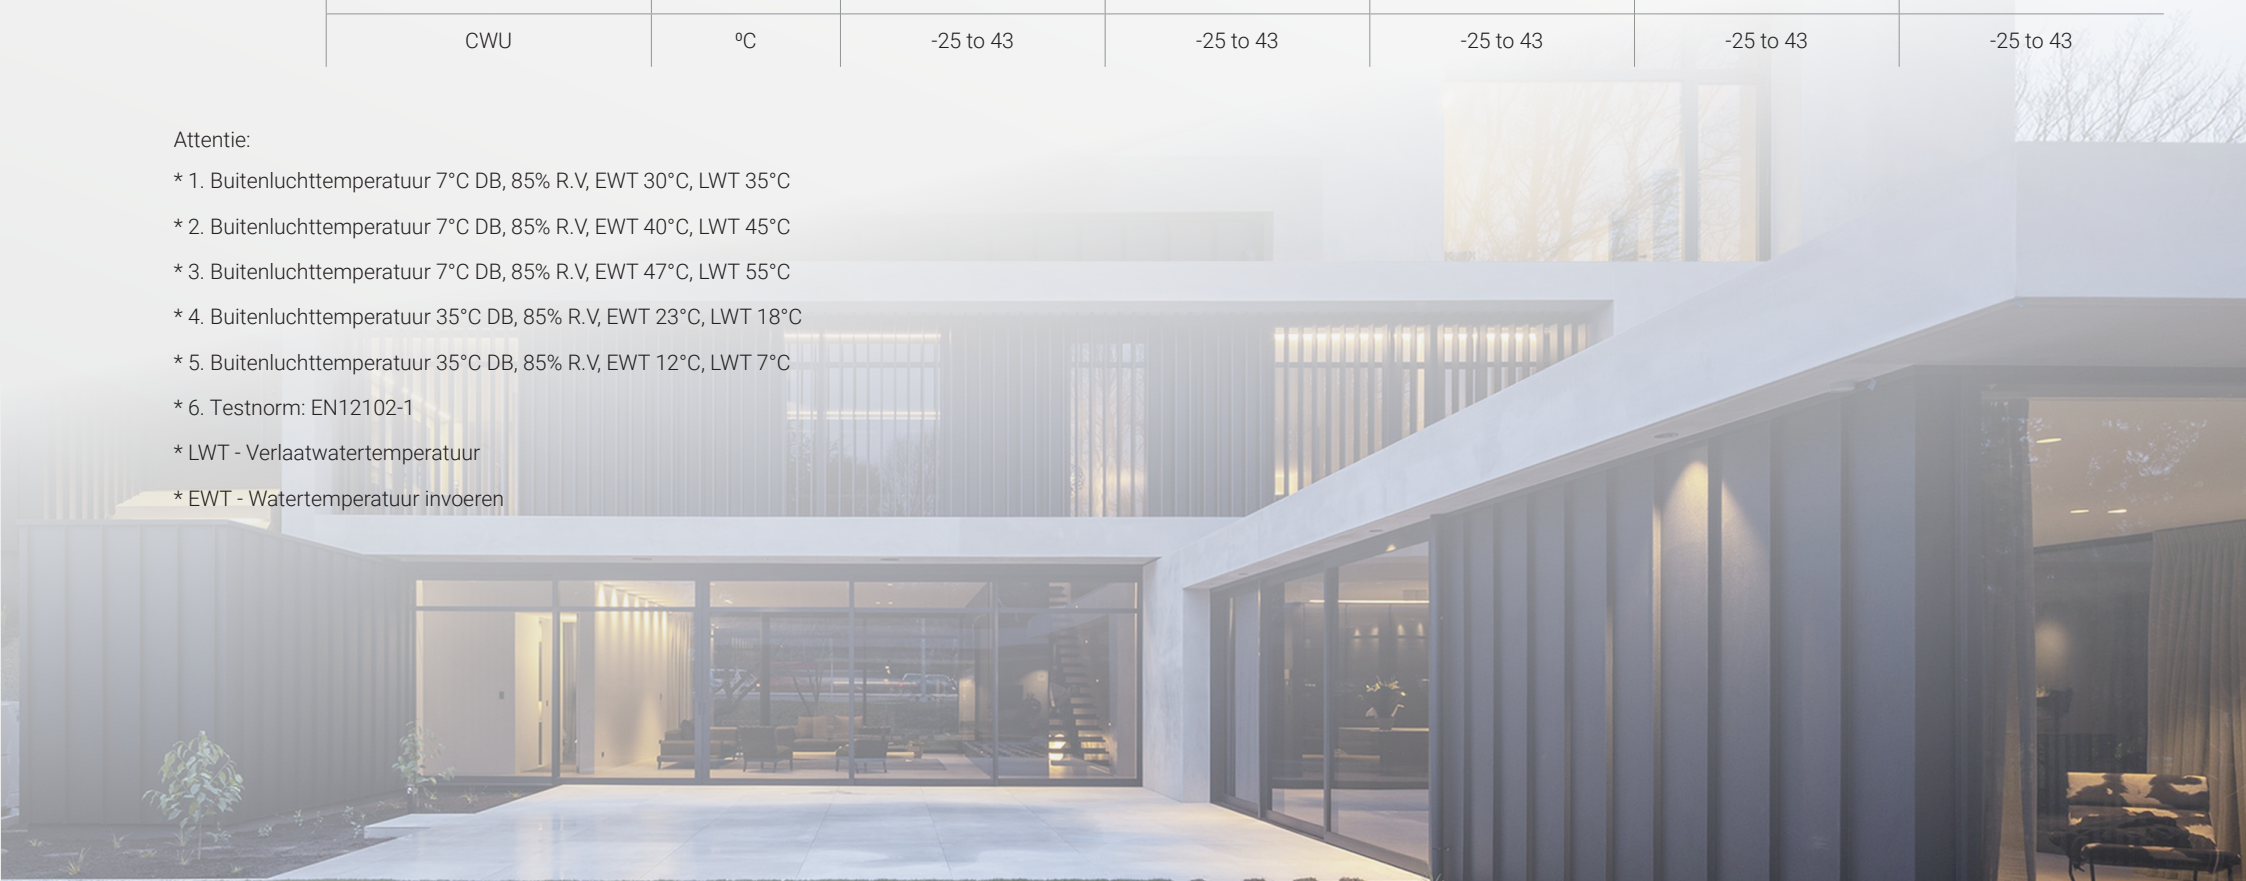 CWU ºC -25 to 43 -25 to 43 -25 to 43 -25 to 43 -25 to 43
Attentie:
* 1. Buitenluchttemperatuur 7°C DB, 85% R.V, EWT 30°C, LWT 35°C
* 2. Buitenluchttemperatuur 7°C DB, 85% R.V, EWT 40°C, LWT 45°C
* 3. Buitenluchttemperatuur 7°C DB, 85% R.V, EWT 47°C, LWT 55°C
* 4. Buitenluchttemperatuur 35°C DB, 85% R.V, EWT 23°C, LWT 18°C
* 5. Buitenluchttemperatuur 35°C DB, 85% R.V, EWT 12°C, LWT 7°C
* 6. Testnorm: EN12102-1
* LWT - Verlaatwatertemperatuur
* EWT - Watertemperatuur invoeren